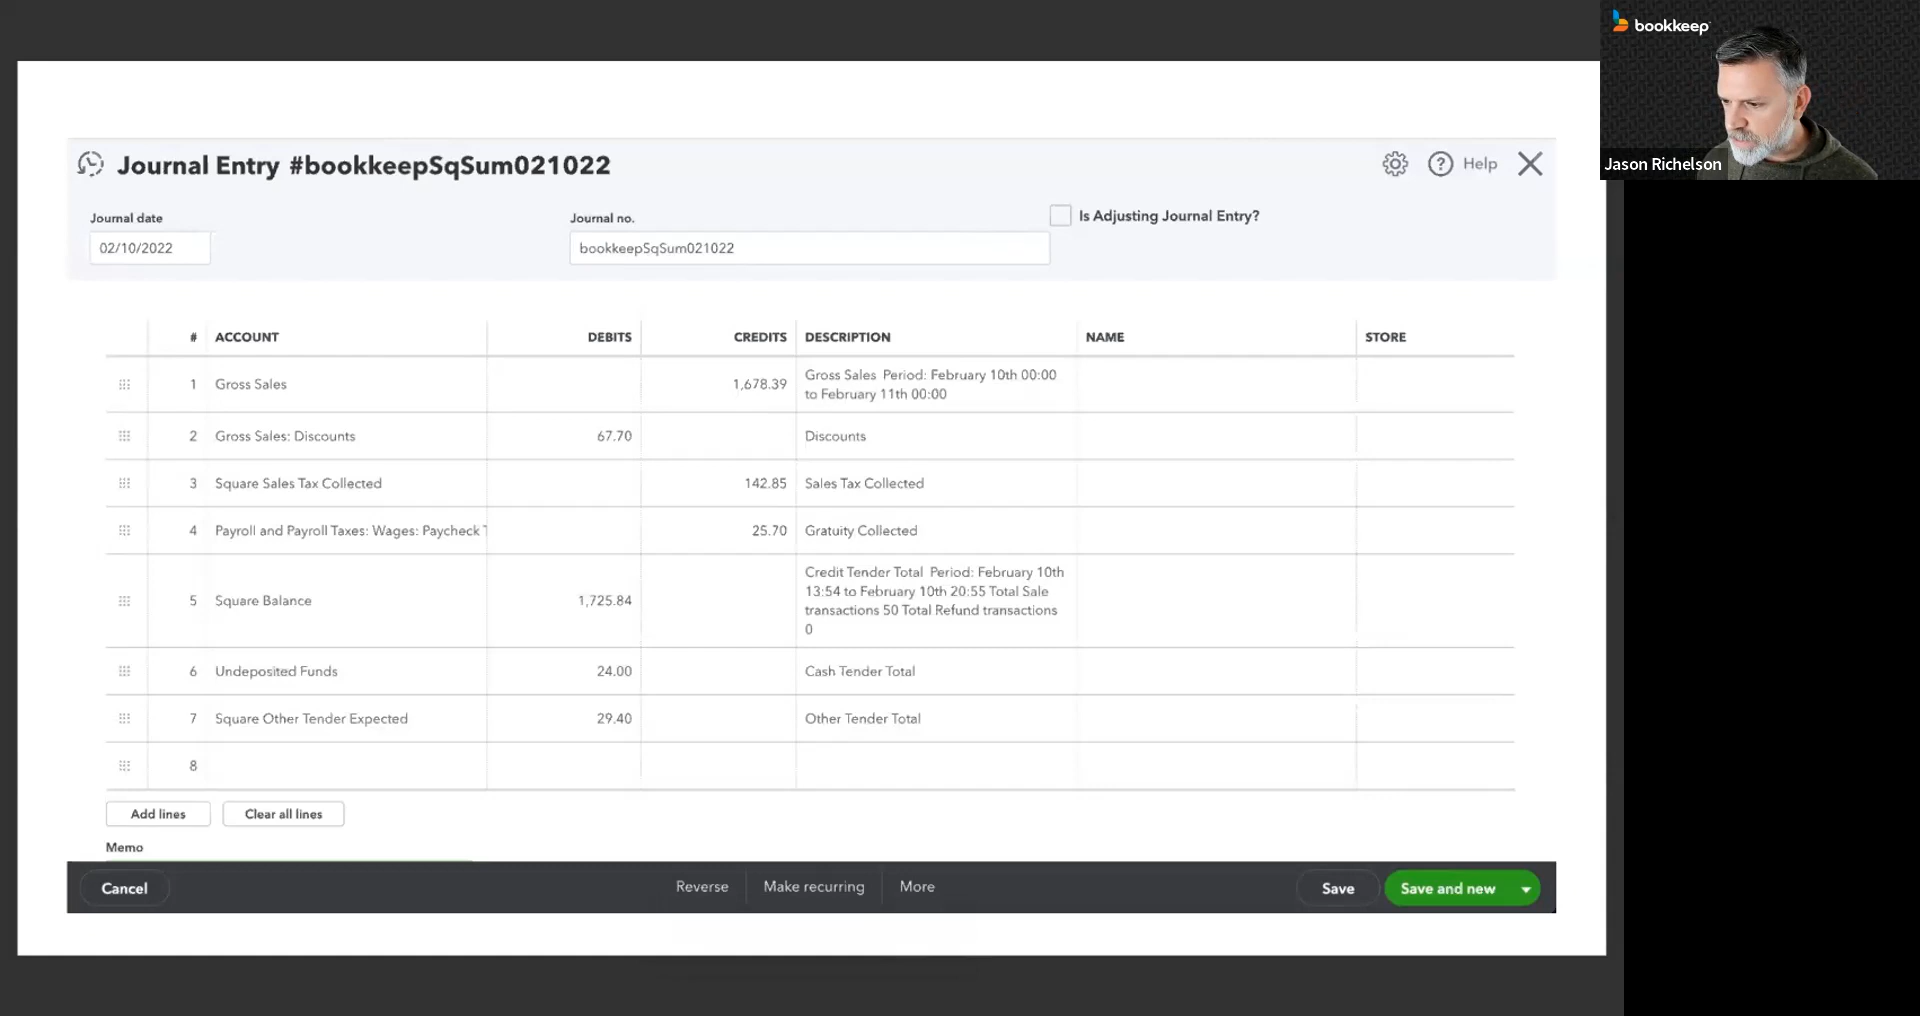 bookkeep
Jason Richelson
Journal Entry #bookkeepSqSum021022
Help
Journal date
Journal no.
Is Adjusting Journal Entry?
02/10/2022
bookkeepSqSum021022
# ACCOUNT DEBITS CREDITS DESCRIPTION NAME STORE
1 Gross Sales 1,678.39 Gross Sales Period: February 10th 00:00
to February 11th 00:00
2 Gross Sales: Discounts 67.70 Discounts
3 Square Sales Tax Collected 142.85 Sales Tax Collected
4 Payroll and Payroll Taxes: Wages: Paycheck 25.70 Gratuity Collected
5 Square Balance 1,725.84 Credit Tender Total Period: February 10th
13:54 to February 10th 20:55 Total Sale
transactions 50 Total Refund transactions
0
6 Undeposited Funds 24.00 Cash Tender Total
7 Square Other Tender Expected 29.40 Other Tender Total
8
Add lines Clear all lines
Memo
Cancel Reverse Make recurring More Save Save and new